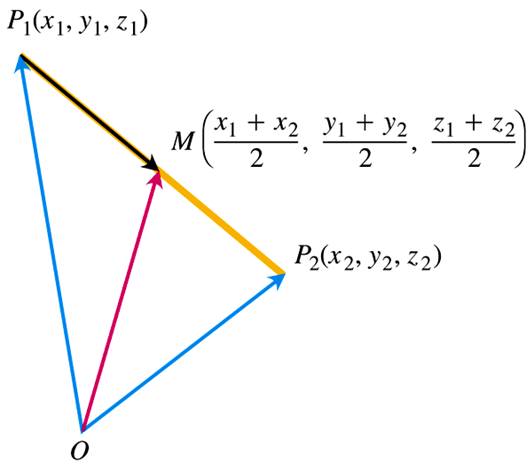 P₁(x₁, y₁, z₁)
M((x₁ + x₂)/2, (y₁ + y₂)/2, (z₁ + z₂)/2)
P₂(x₂, y₂, z₂)
O